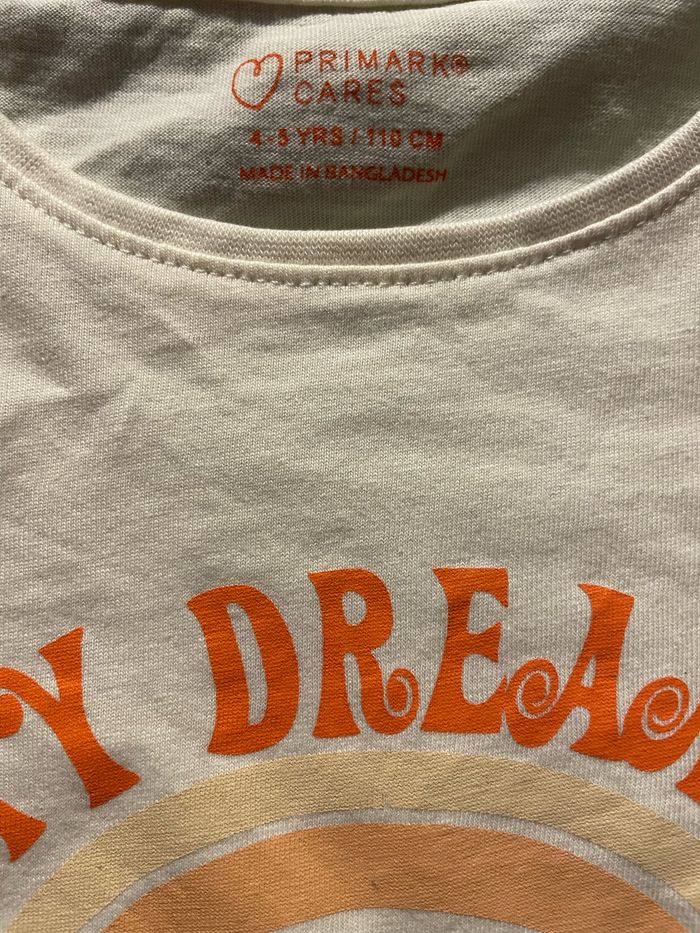 PRIMARK®
CARES
4-5 YRS / 110 CM
MADE IN BANGLADESH
Y DREA